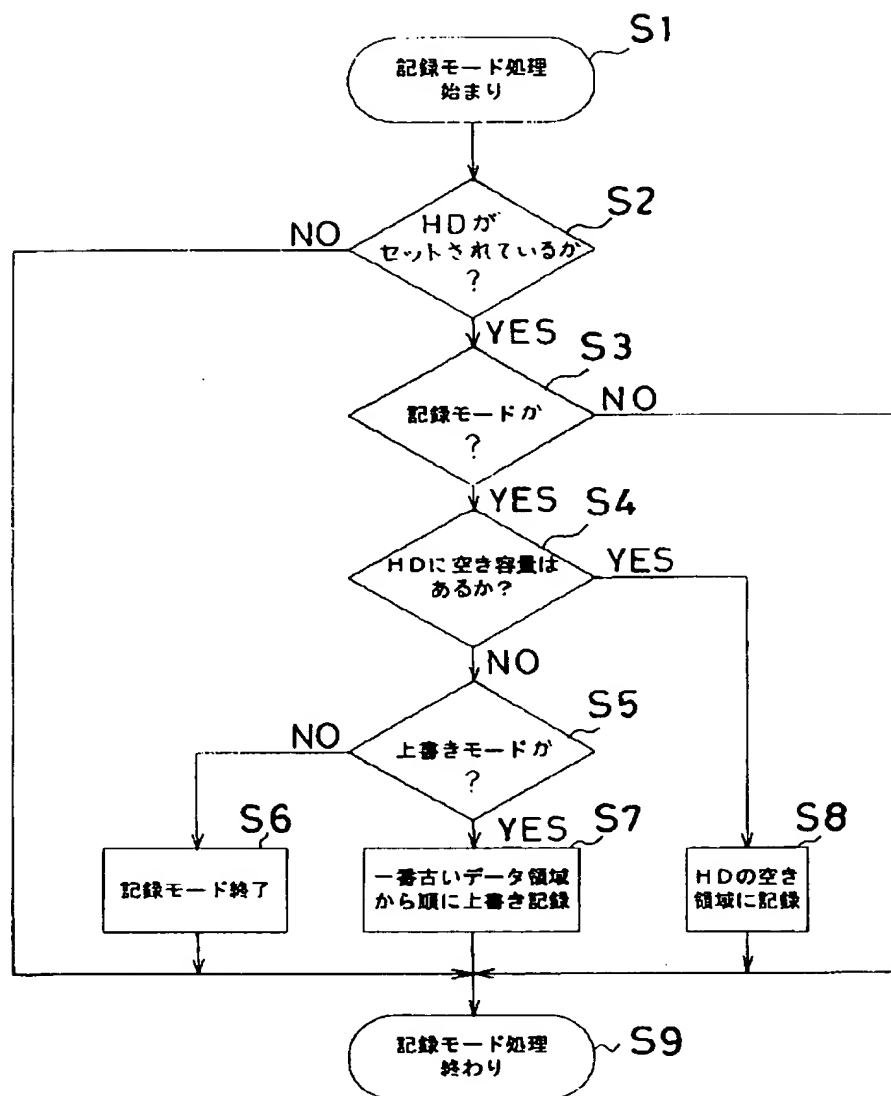 S1
記録モード処理
始まり
S2
HDが
セットされているか
?
NO
YES
S3
記録モードか
?
NO
YES
S4
HDに空き容量は
あるか?
YES
NO
S5
上書きモードか
?
NO
YES
S6
記録モード終了
S7
一番古いデータ領域
から順に上書き記録
S8
HDの空き
領域に記録
記録モード処理
終わり
S9